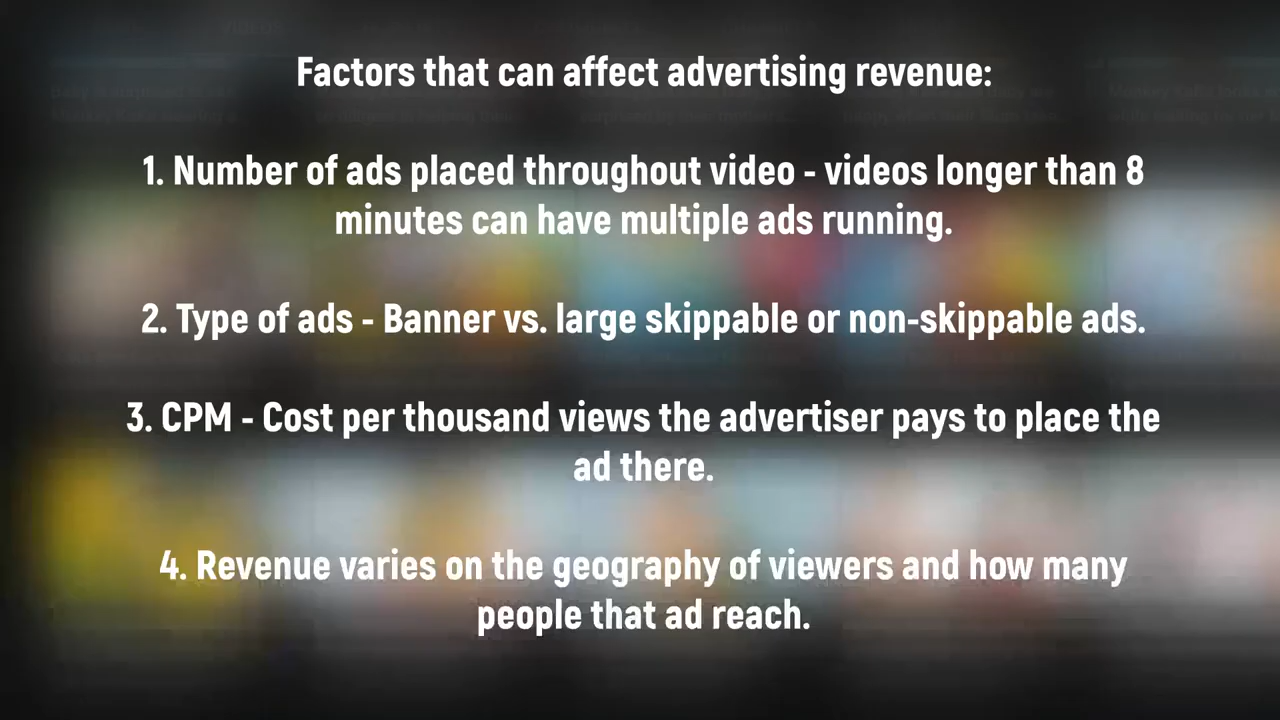 Factors that can affect advertising revenue:
1. Number of ads placed throughout video - videos longer than 8
minutes can have multiple ads running.
2. Type of ads - Banner vs. large skippable or non-skippable ads.
3. CPM - Cost per thousand views the advertiser pays to place the
ad there.
4. Revenue varies on the geography of viewers and how many
people that ad reach.